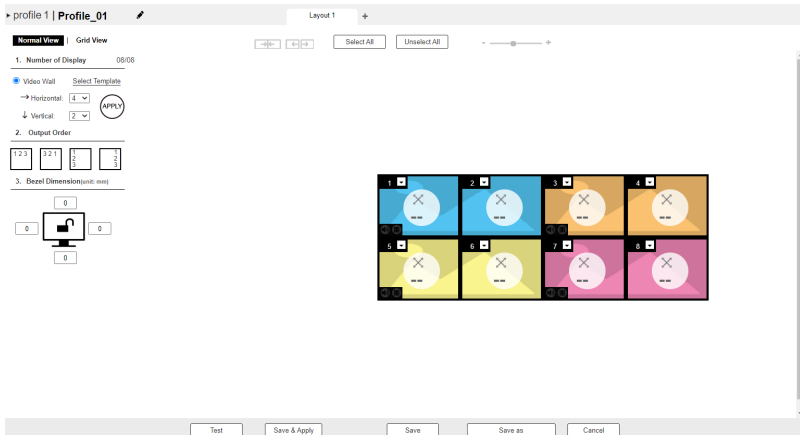 profile 1 | Profile_01
Layout 1 +
Normal View | Grid View
Select All
Unselect All
- +
1. Number of Display 08/08
Video Wall Select Template
Horizontal: 4
APPLY
Vertical: 2
2. Output Order
1 2 3
3 2 1
1
2
3
1
2
3
3. Bezel Dimension(unit: mm)
0
0
0
0
1
--
2
--
3
--
4
--
5
--
6
--
7
--
8
--
Test
Save & Apply
Save
Save as
Cancel